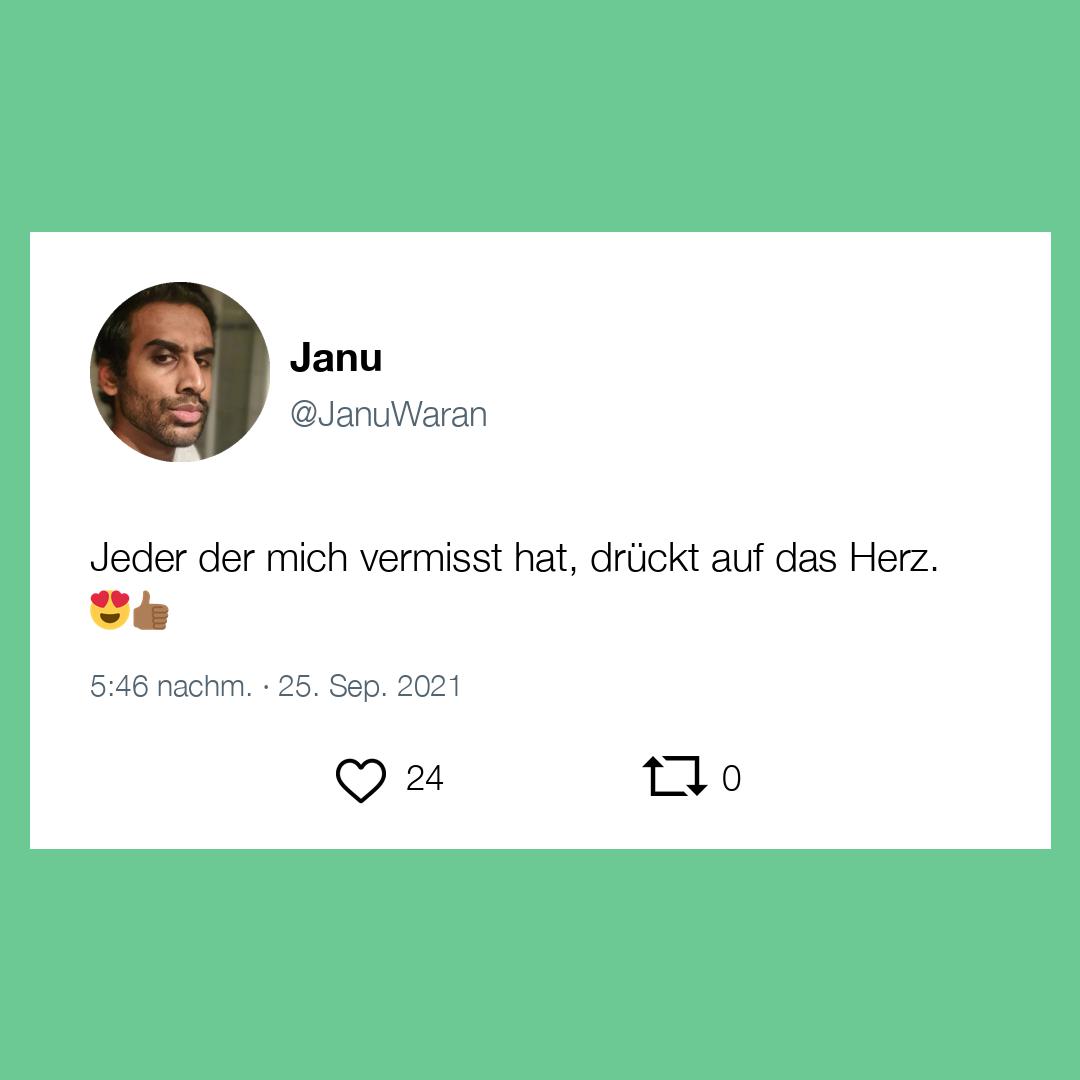 Janu
@JanuWaran
Jeder der mich vermisst hat, drückt auf das Herz.
😍👍🏾
5:46 nachm. · 25. Sep. 2021
24
0